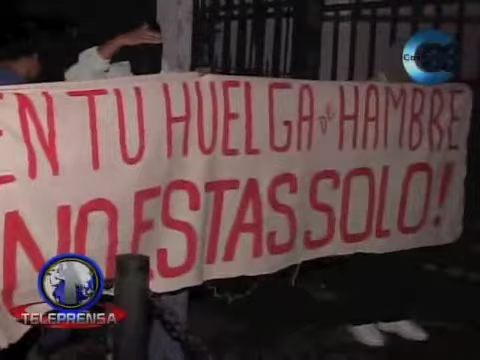 EN TU HUELGA DE HAMBRE
NO ESTAS SOLO!
TELEPRENSA